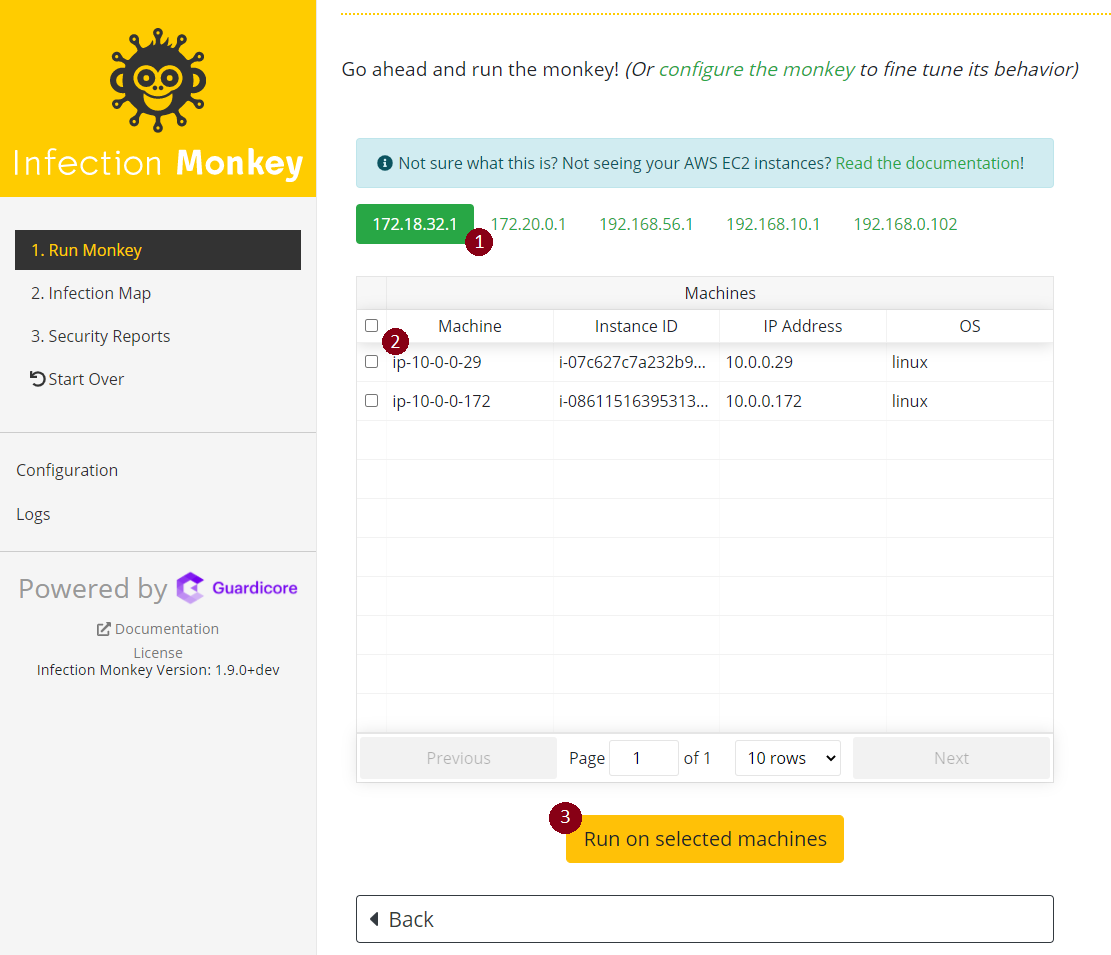 Infection Monkey
1. Run Monkey
2. Infection Map
3. Security Reports
Start Over
Configuration
Logs
Powered by Guardicore
Documentation
License
Infection Monkey Version: 1.9.0+dev
Go ahead and run the monkey! (Or configure the monkey to fine tune its behavior)
Not sure what this is? Not seeing your AWS EC2 instances? Read the documentation!
172.18.32.1 172.20.0.1 192.168.56.1 192.168.10.1 192.168.0.102
1
Machines
Machine Instance ID IP Address OS
2
ip-10-0-0-29 i-07c627c7a232b9... 10.0.0.29 linux
ip-10-0-0-172 i-08611516395313... 10.0.0.172 linux
Previous Page 1 of 1 10 rows Next
3
Run on selected machines
Back